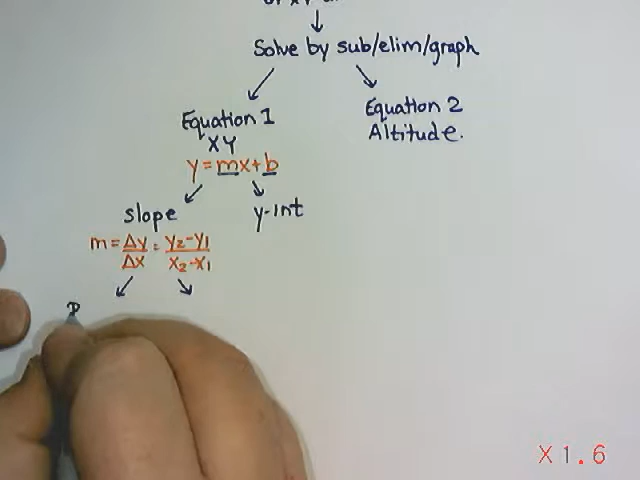 Solve by sub/elim/graph
Equation 1
XY
y = mx + b
Equation 2
Altitude.
slope
y-int
m = Δy/Δx = y₂-y₁/x₂-x₁
P
X1.6